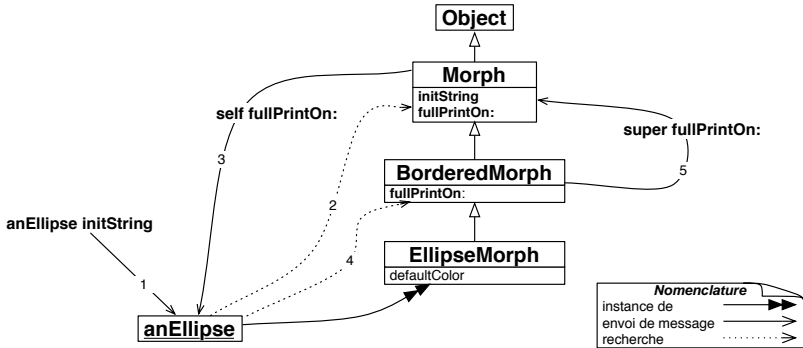 Object
Morph
initString
fullPrintOn:
self fullPrintOn:
super fullPrintOn:
3
5
BorderedMorph
fullPrintOn:
2
anEllipse initString
4
EllipseMorph
defaultColor
1
anEllipse
Nomenclature
instance de
envoi de message
recherche